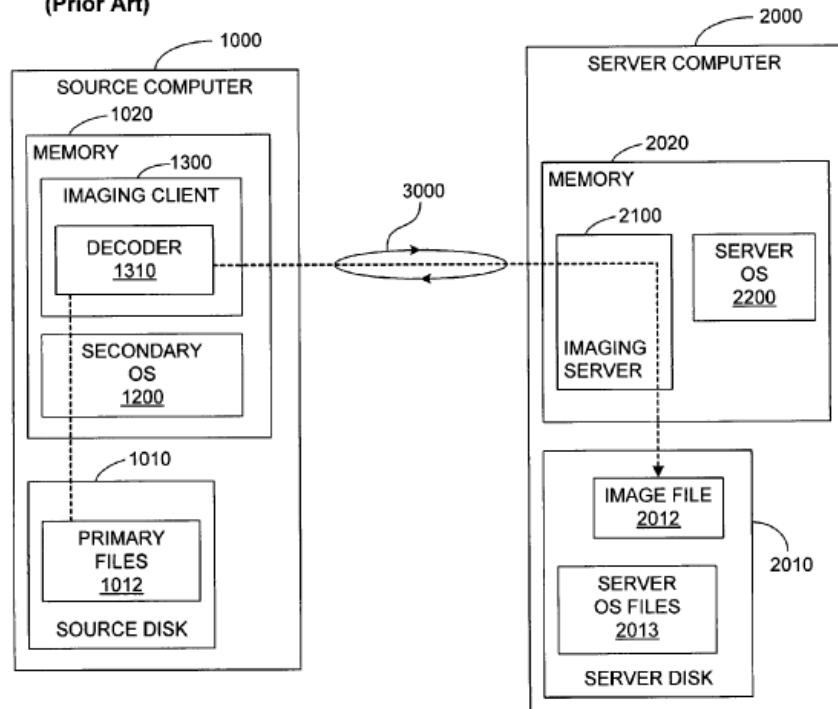 (Prior Art)
1000
SOURCE COMPUTER
1020
MEMORY
1300
IMAGING CLIENT
DECODER
1310
SECONDARY
OS
1200
1010
PRIMARY
FILES
1012
SOURCE DISK
3000
2000
SERVER COMPUTER
2020
MEMORY
2100
IMAGING
SERVER
SERVER
OS
2200
IMAGE FILE
2012
2010
SERVER
OS FILES
2013
SERVER DISK